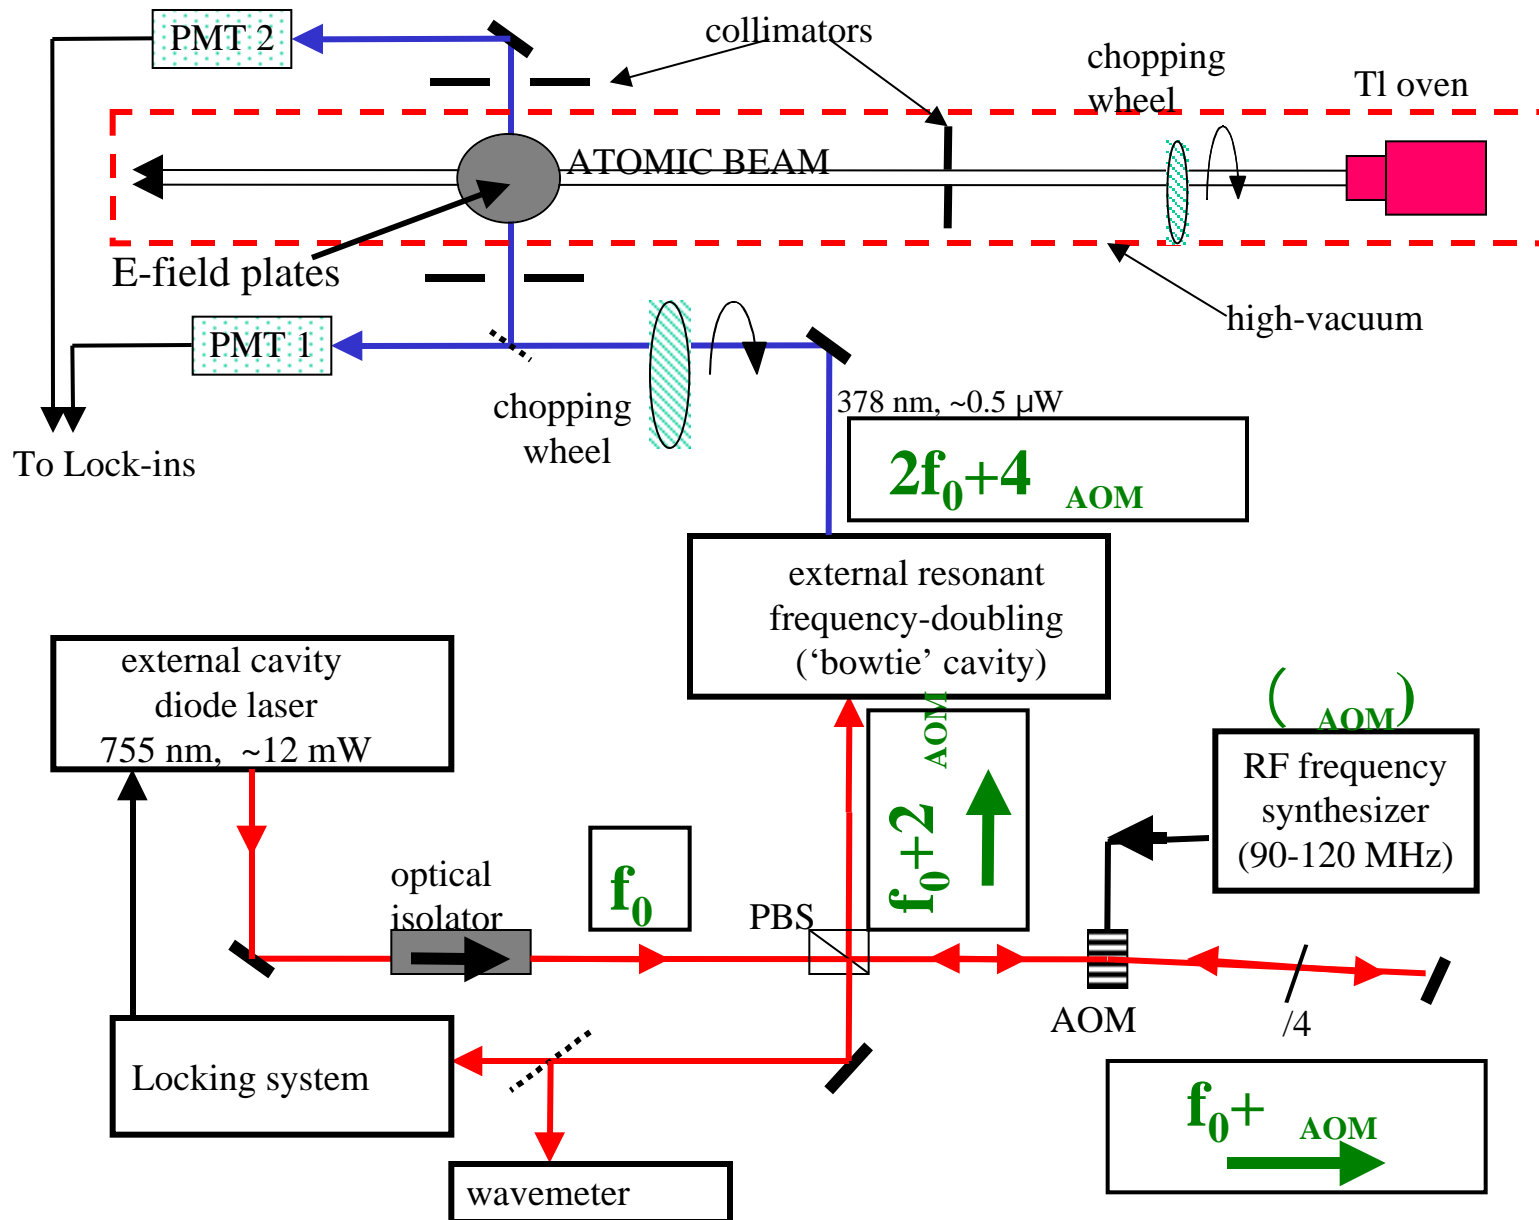 PMT 2
collimators
chopping
wheel
Tl oven
ATOMIC BEAM
E-field plates
high-vacuum
PMT 1
chopping
wheel
To Lock-ins
378 nm, ~0.5 µW
2f0+4 AOM
external resonant
frequency-doubling
(‘bowtie’ cavity)
external cavity
diode laser
755 nm, ~12 mW
( AOM)
RF frequency
synthesizer
(90-120 MHz)
f0+2 AOM
f0
optical
isolator
PBS
AOM
/4
Locking system
f0+ AOM
wavemeter